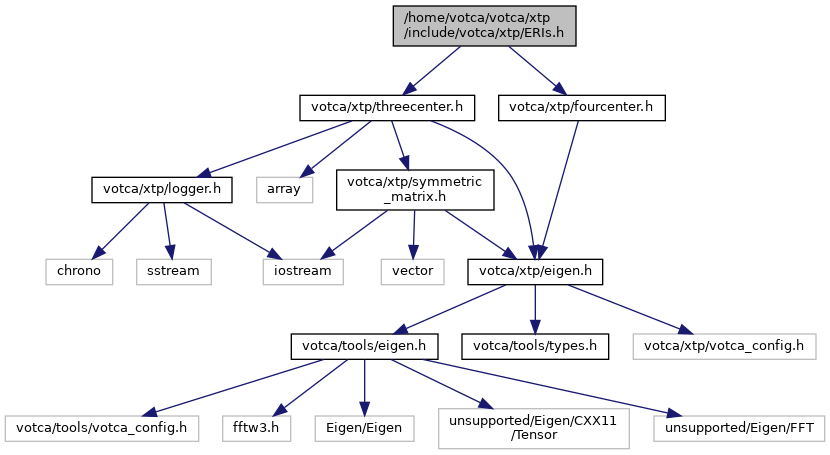 /home/votca/votca/xtp
/include/votca/xtp/ERIs.h
votca/xtp/threecenter.h
votca/xtp/fourcenter.h
votca/xtp/logger.h
array
votca/xtp/symmetric
_matrix.h
chrono
sstream
iostream
vector
votca/xtp/eigen.h
votca/tools/eigen.h
votca/tools/types.h
votca/xtp/votca_config.h
votca/tools/votca_config.h
fftw3.h
Eigen/Eigen
unsupported/Eigen/CXX11
/Tensor
unsupported/Eigen/FFT